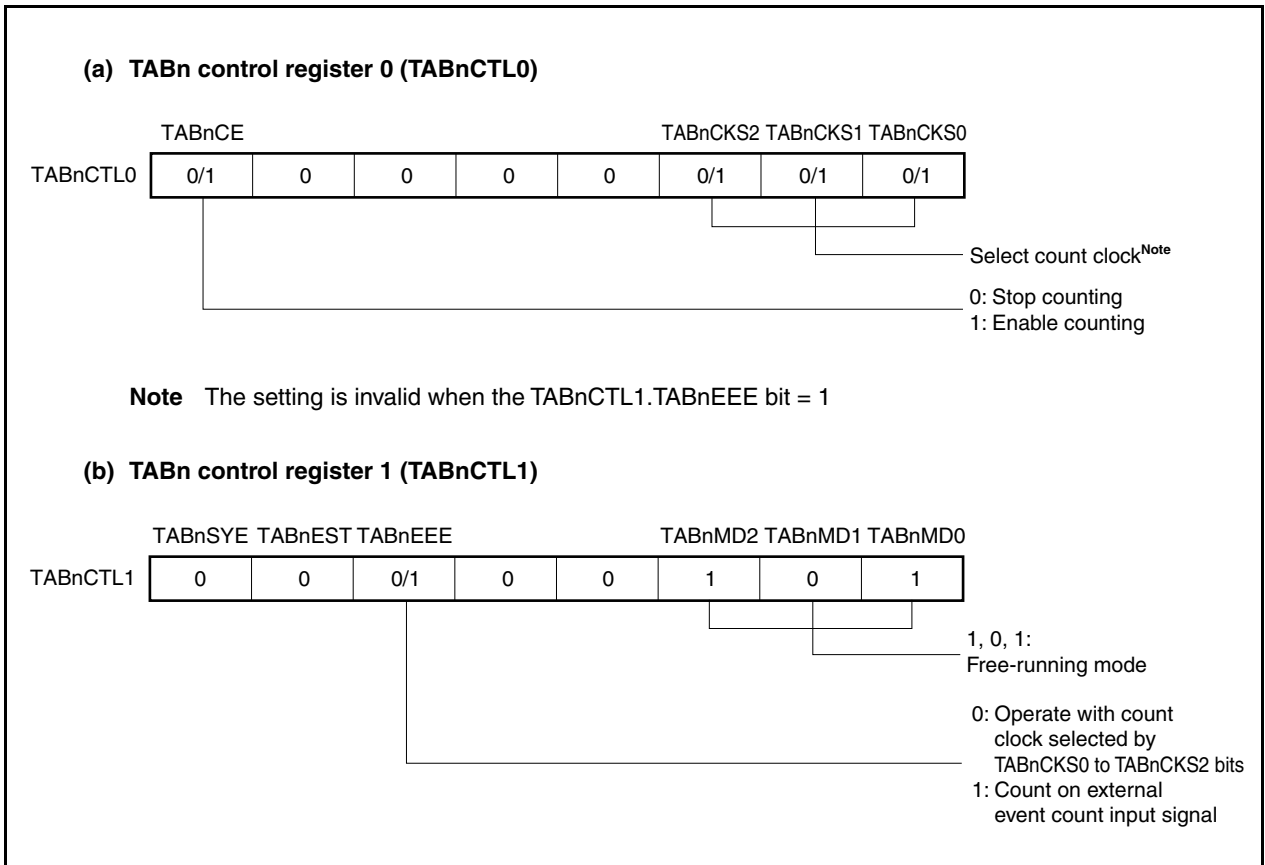 (a) TABn control register 0 (TABnCTL0)
TABnCE TABnCKS2 TABnCKS1 TABnCKS0
TABnCTL0 0/1 0 0 0 0 0/1 0/1 0/1
Select count clockNote
0: Stop counting
1: Enable counting
Note The setting is invalid when the TABnCTL1.TABnEEE bit = 1
(b) TABn control register 1 (TABnCTL1)
TABnSYE TABnEST TABnEEE TABnMD2 TABnMD1 TABnMD0
TABnCTL1 0 0 0/1 0 0 1 0 1
1, 0, 1:
Free-running mode
0: Operate with count
clock selected by
TABnCKS0 to TABnCKS2 bits
1: Count on external
event count input signal